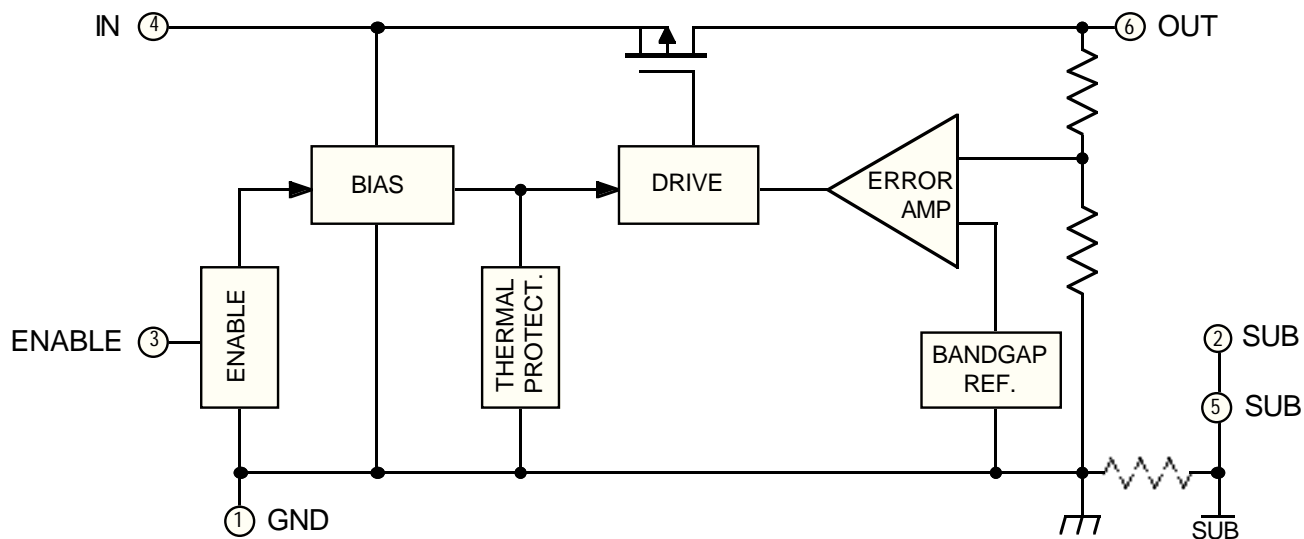 IN 4
6 OUT
BIAS
DRIVE
ERROR
AMP
ENABLE
THERMAL
PROTECT.
ENABLE 3
BANDGAP
REF.
2 SUB
5 SUB
1 GND
SUB